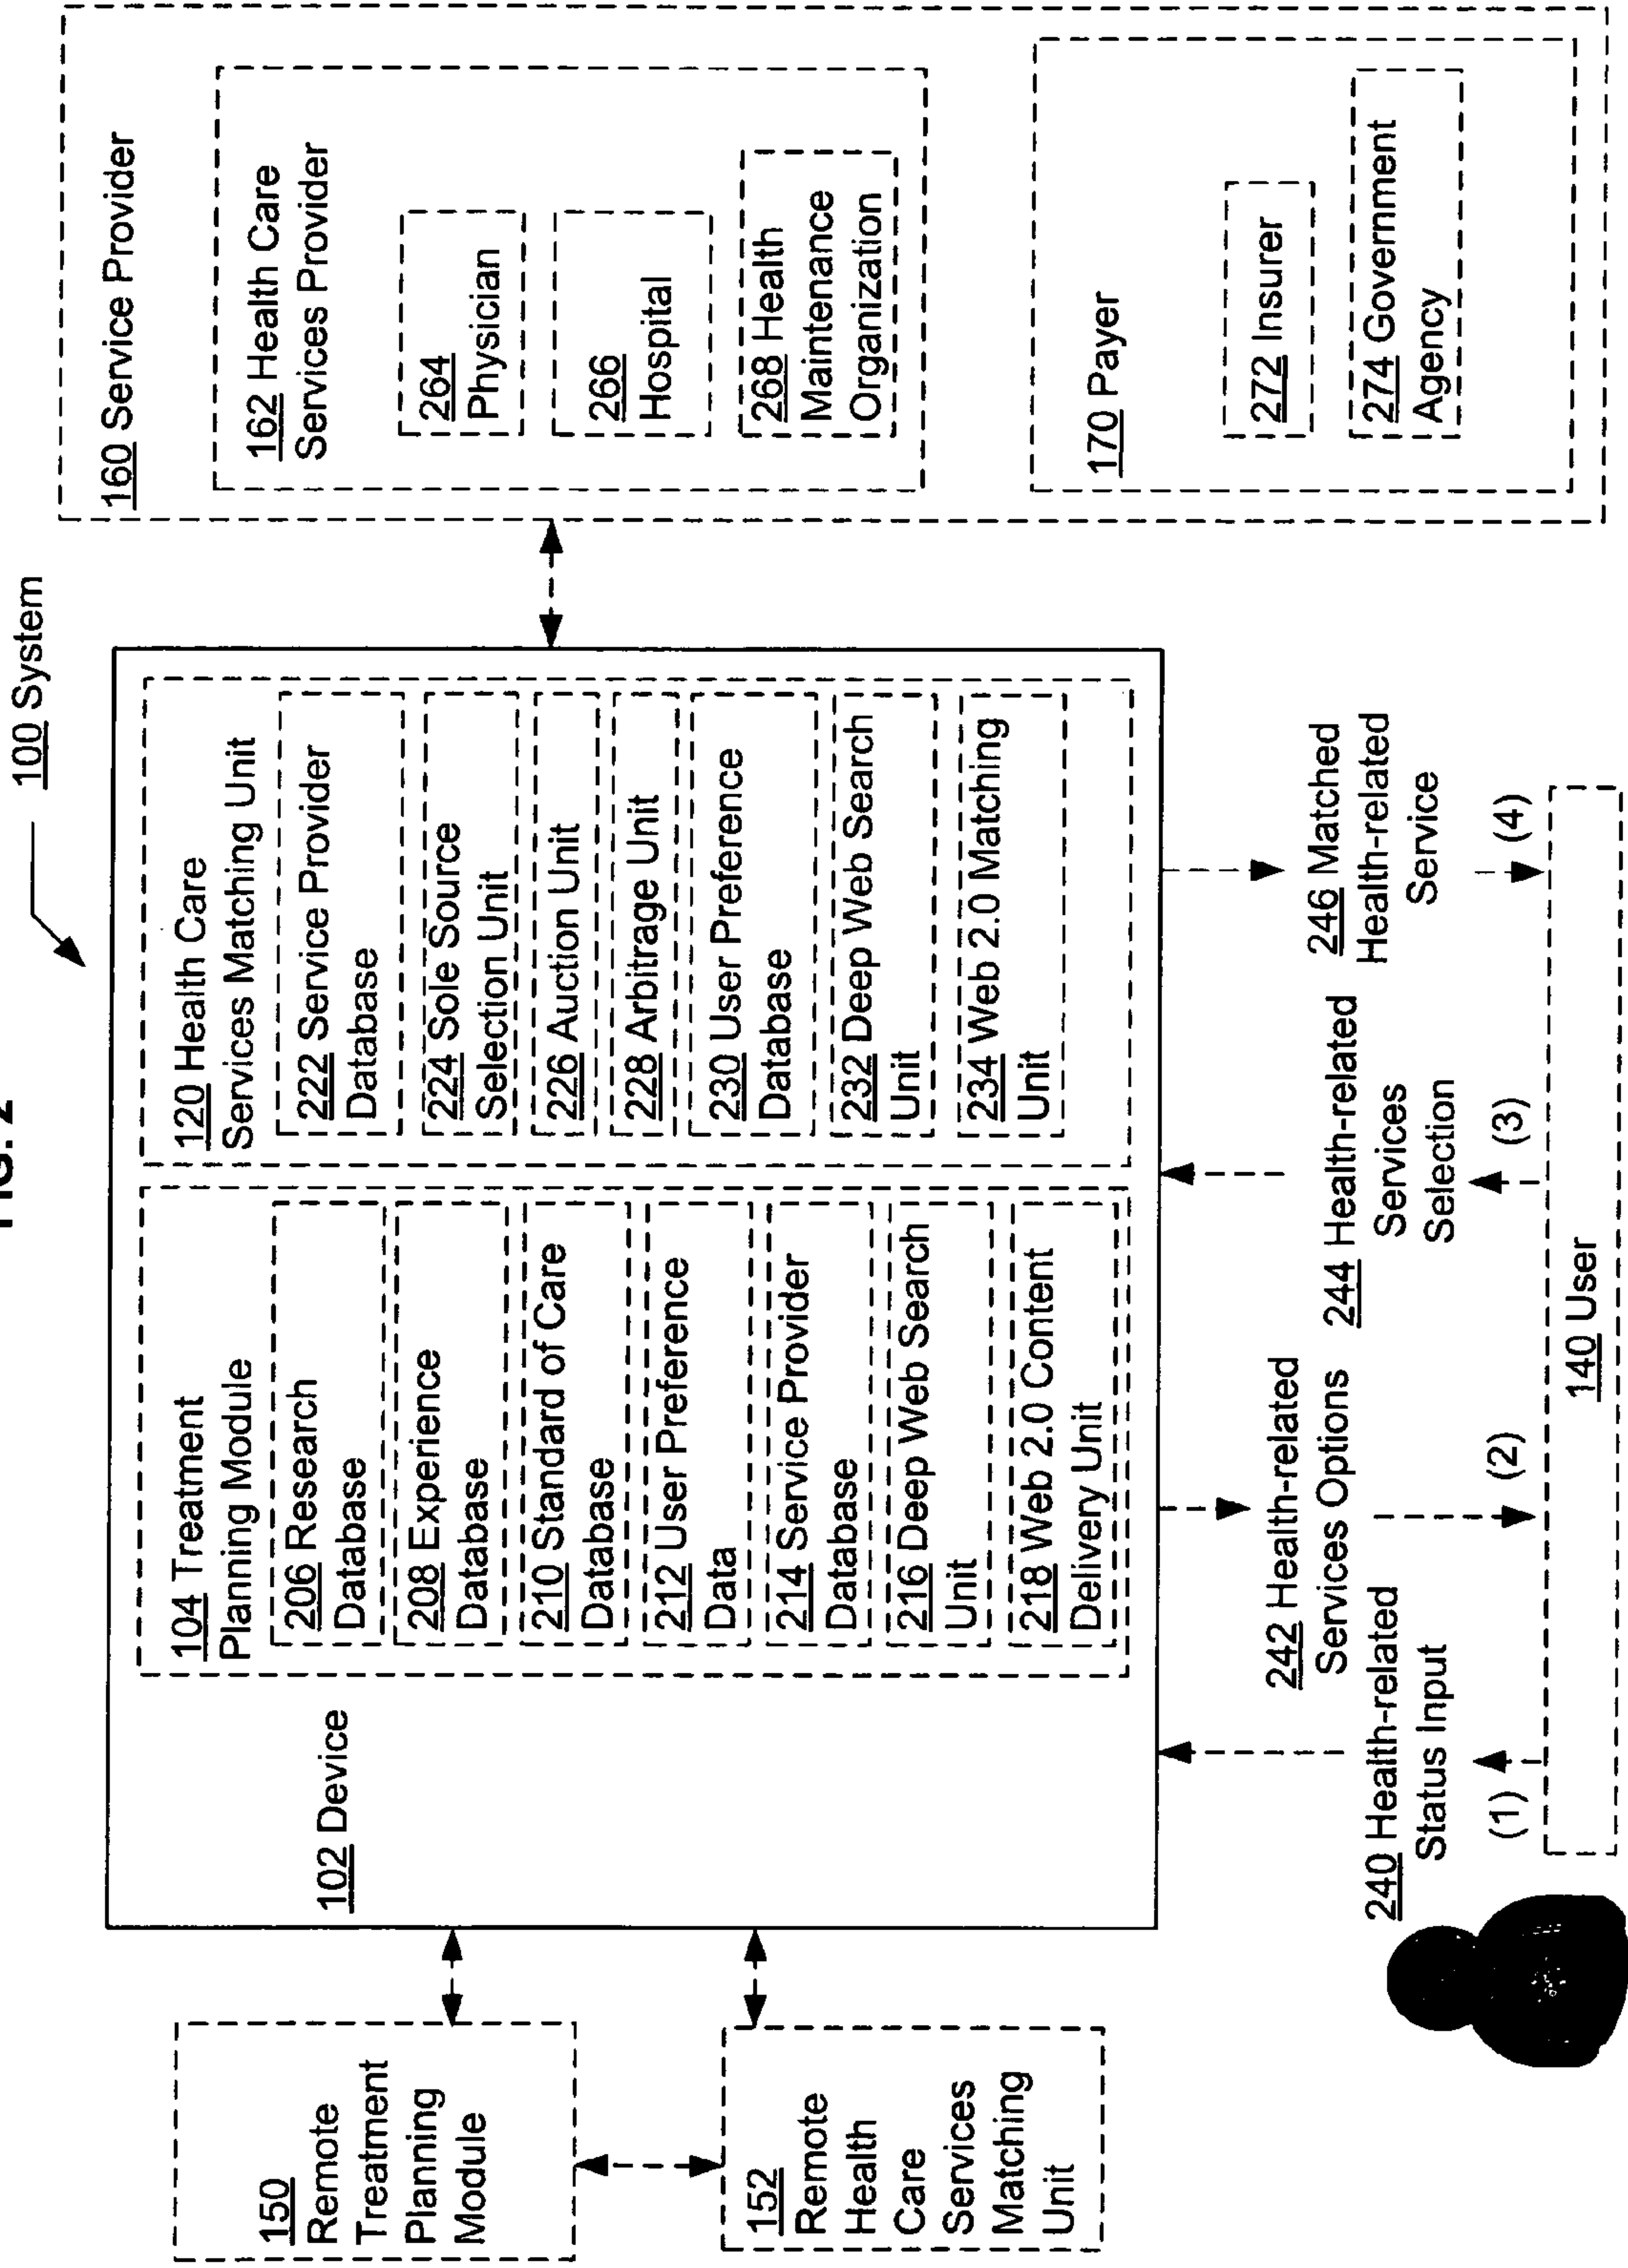 FIG. 2
100 System
150
Remote
Treatment
Planning
Module
152
Remote
Health
Care
Services
Matching
Unit
102 Device
104 Treatment
Planning Module
206 Research
Database
208 Experience
Database
210 Standard of Care
Database
212 User Preference
Data
214 Service Provider
Database
216 Deep Web Search
Unit
218 Web 2.0 Content
Delivery Unit
120 Health Care
Services Matching Unit
222 Service Provider
Database
224 Sole Source
Selection Unit
226 Auction Unit
228 Arbitrage Unit
230 User Preference
Database
232 Deep Web Search
Unit
234 Web 2.0 Matching
Unit
160 Service Provider
162 Health Care
Services Provider
264
Physician
266
Hospital
268 Health
Maintenance
Organization
170 Payer
272 Insurer
274 Government
Agency
240 Health-related
Status Input
(1)
242 Health-related
Services Options
(2)
244 Health-related
Services
Selection
(3)
246 Matched
Health-related
Service
(4)
140 User